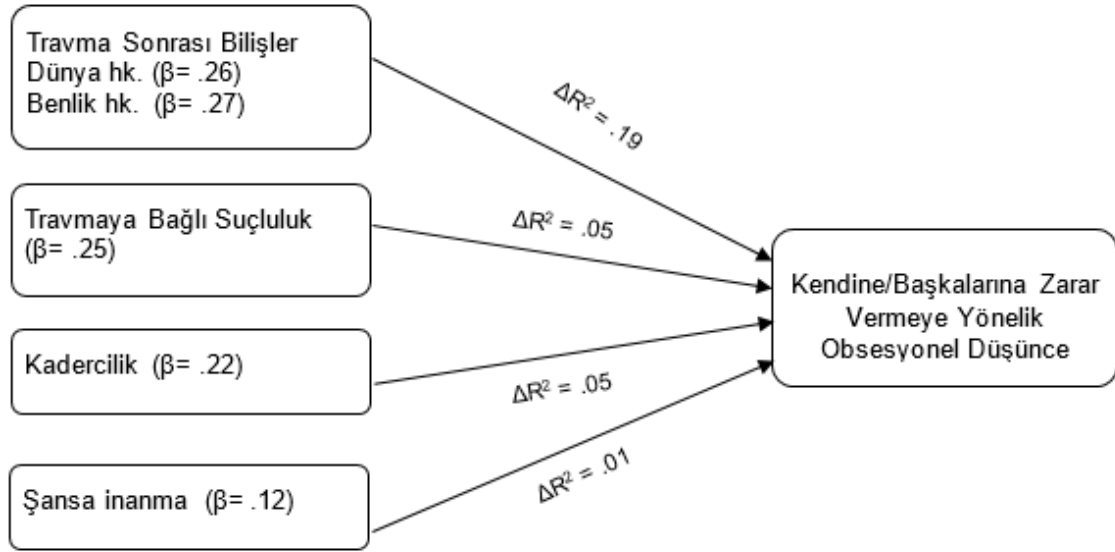 Travma Sonrası Bilişler
Dünya hk. (β= .26)
Benlik hk. (β= .27)
ΔR² = .19
Travmaya Bağlı Suçluluk
(β= .25)
ΔR² = .05
Kendine/Başkalarına Zarar
Vermeye Yönelik
Obsesyonel Düşünce
Kadercilik (β= .22)
ΔR² = .05
Şansa inanma (β= .12)
ΔR² = .01